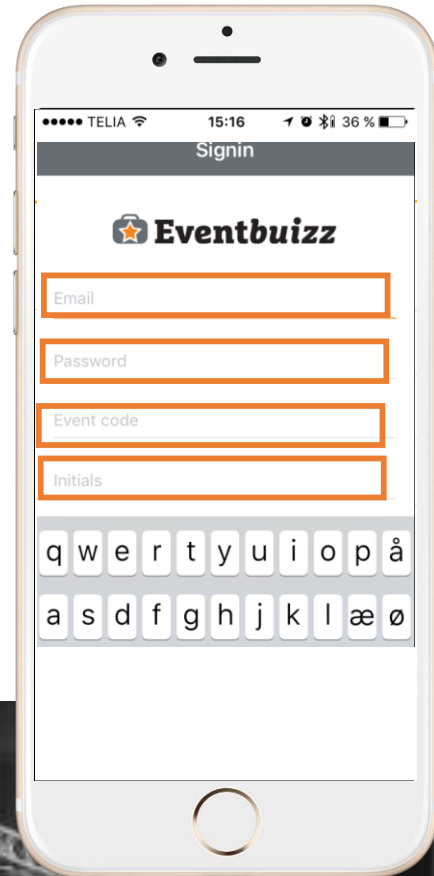 TELIA 15:16 36 %
Signin
Eventbuizz
Email
Password
Event code
Initials
q w e r t y u i o p å
a s d f g h j k l æ ø